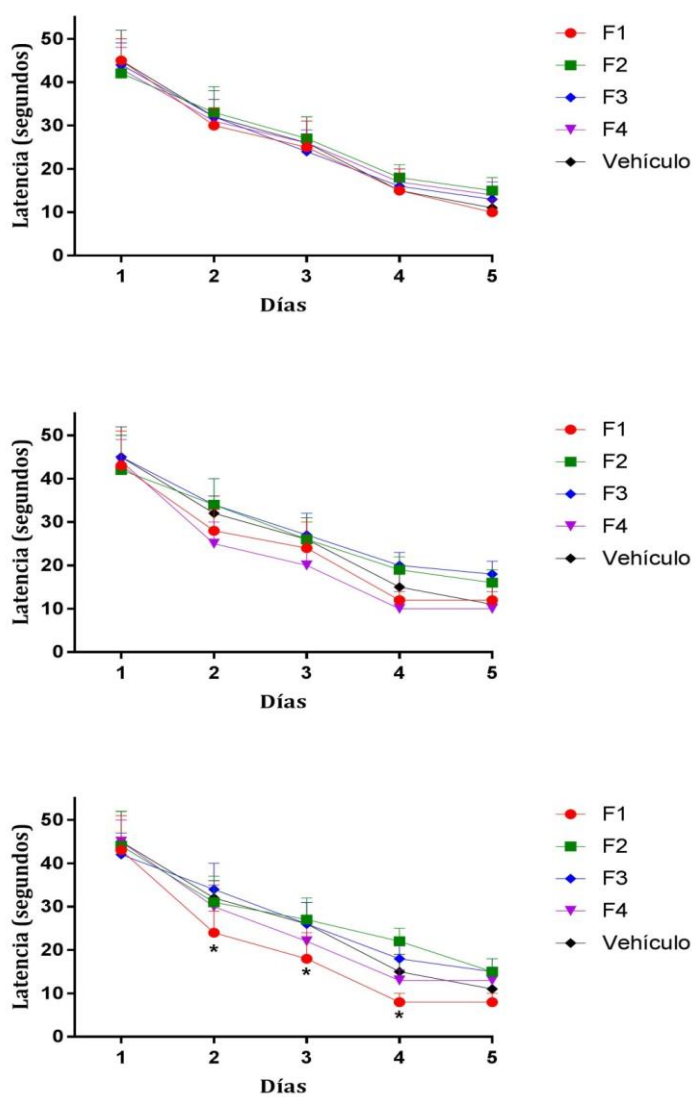 Latencia (segundos)
50
40
30
20
10
0
1 2 3 4 5
Días
F1
F2
F3
F4
Vehículo
Latencia (segundos)
50
40
30
20
10
0
1 2 3 4 5
Días
F1
F2
F3
F4
Vehículo
Latencia (segundos)
50
40
30
20
10
0
* * *
1 2 3 4 5
Días
F1
F2
F3
F4
Vehículo